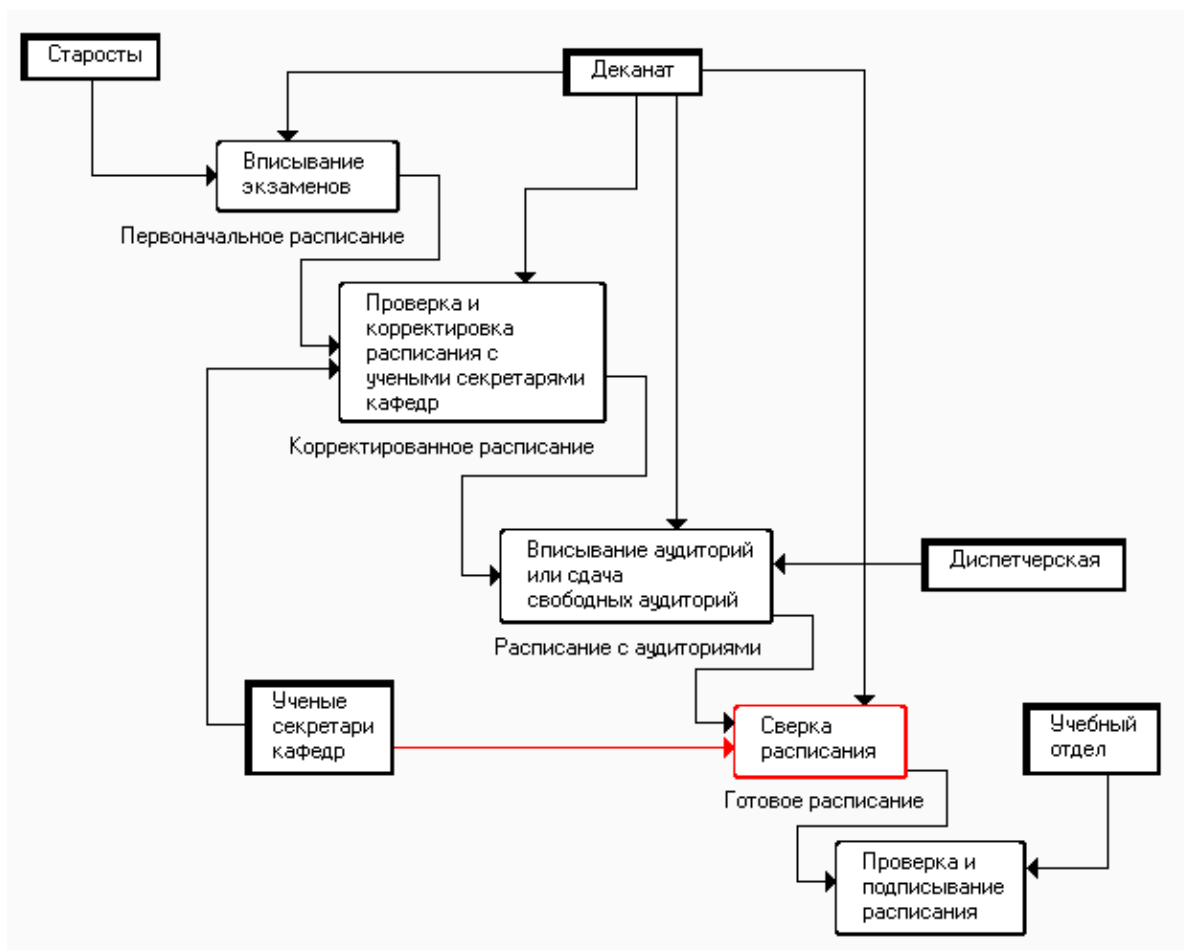 Старосты
Деканат
Вписывание
экзаменов
Первоначальное расписание
Проверка и
корректировка
расписания с
учеными секретарями
кафедр
Корректированное расписание
Вписывание аудиторий
или сдача
свободных аудиторий
Диспетчерская
Расписание с аудиториями
Ученые
секретари
кафедр
Сверка
расписания
Учебный
отдел
Готовое расписание
Проверка и
подписывание
расписания